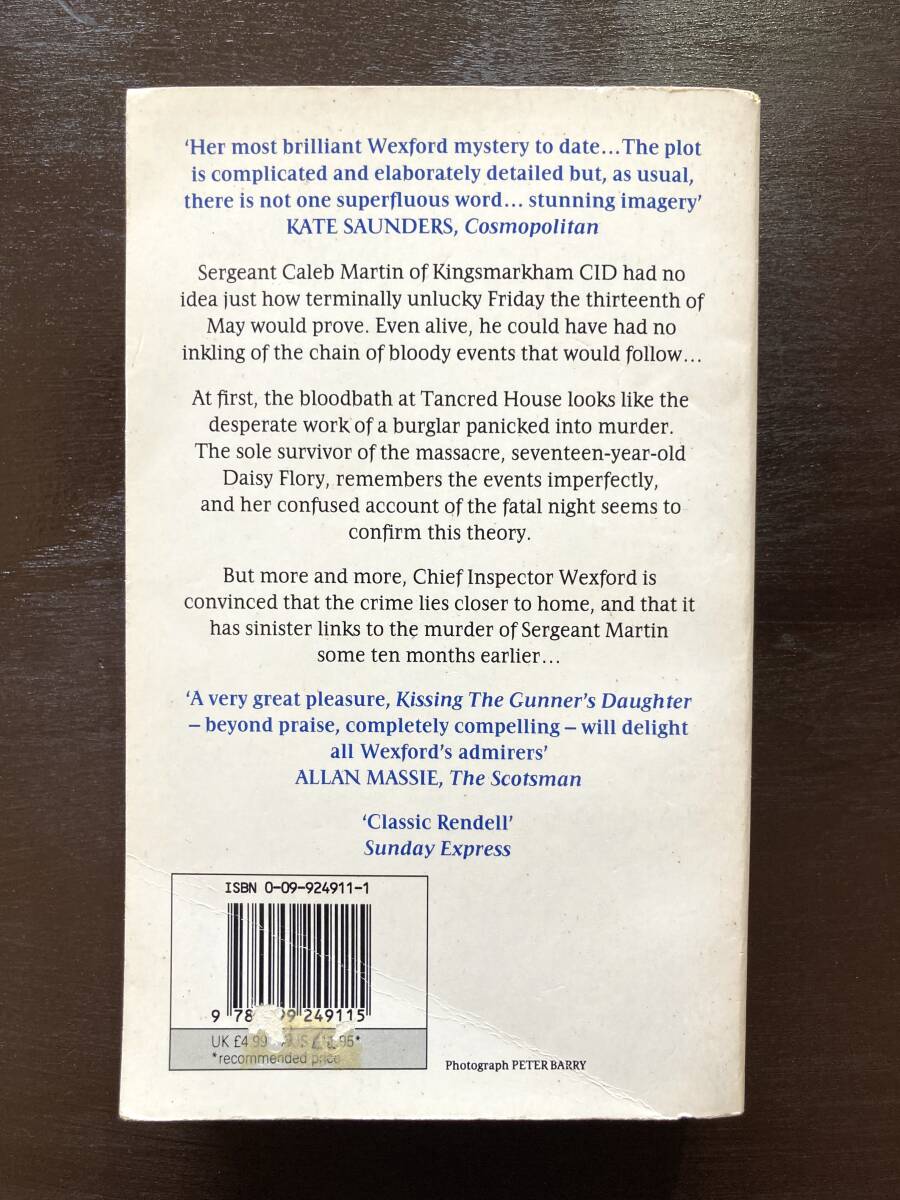 ‘Her most brilliant Wexford mystery to date...The plot
is complicated and elaborately detailed but, as usual,
there is not one superfluous word... stunning imagery’
KATE SAUNDERS, Cosmopolitan
Sergeant Caleb Martin of Kingsmarkham CID had no
idea just how terminally unlucky Friday the thirteenth of
May would prove. Even alive, he could have had no
inkling of the chain of bloody events that would follow...
At first, the bloodbath at Tancred House looks like the
desperate work of a burglar panicked into murder.
The sole survivor of the massacre, seventeen-year-old
Daisy Flory, remembers the events imperfectly,
and her confused account of the fatal night seems to
confirm this theory.
But more and more, Chief Inspector Wexford is
convinced that the crime lies closer to home, and that it
has sinister links to the murder of Sergeant Martin
some ten months earlier...
‘A very great pleasure, Kissing The Gunner’s Daughter
– beyond praise, completely compelling – will delight
all Wexford’s admirers’
ALLAN MASSIE, The Scotsman
‘Classic Rendell’
Sunday Express
ISBN 0-09-924911-1
9 78 99 249115
UK £4.99
*recommended price
Photograph PETER BARRY